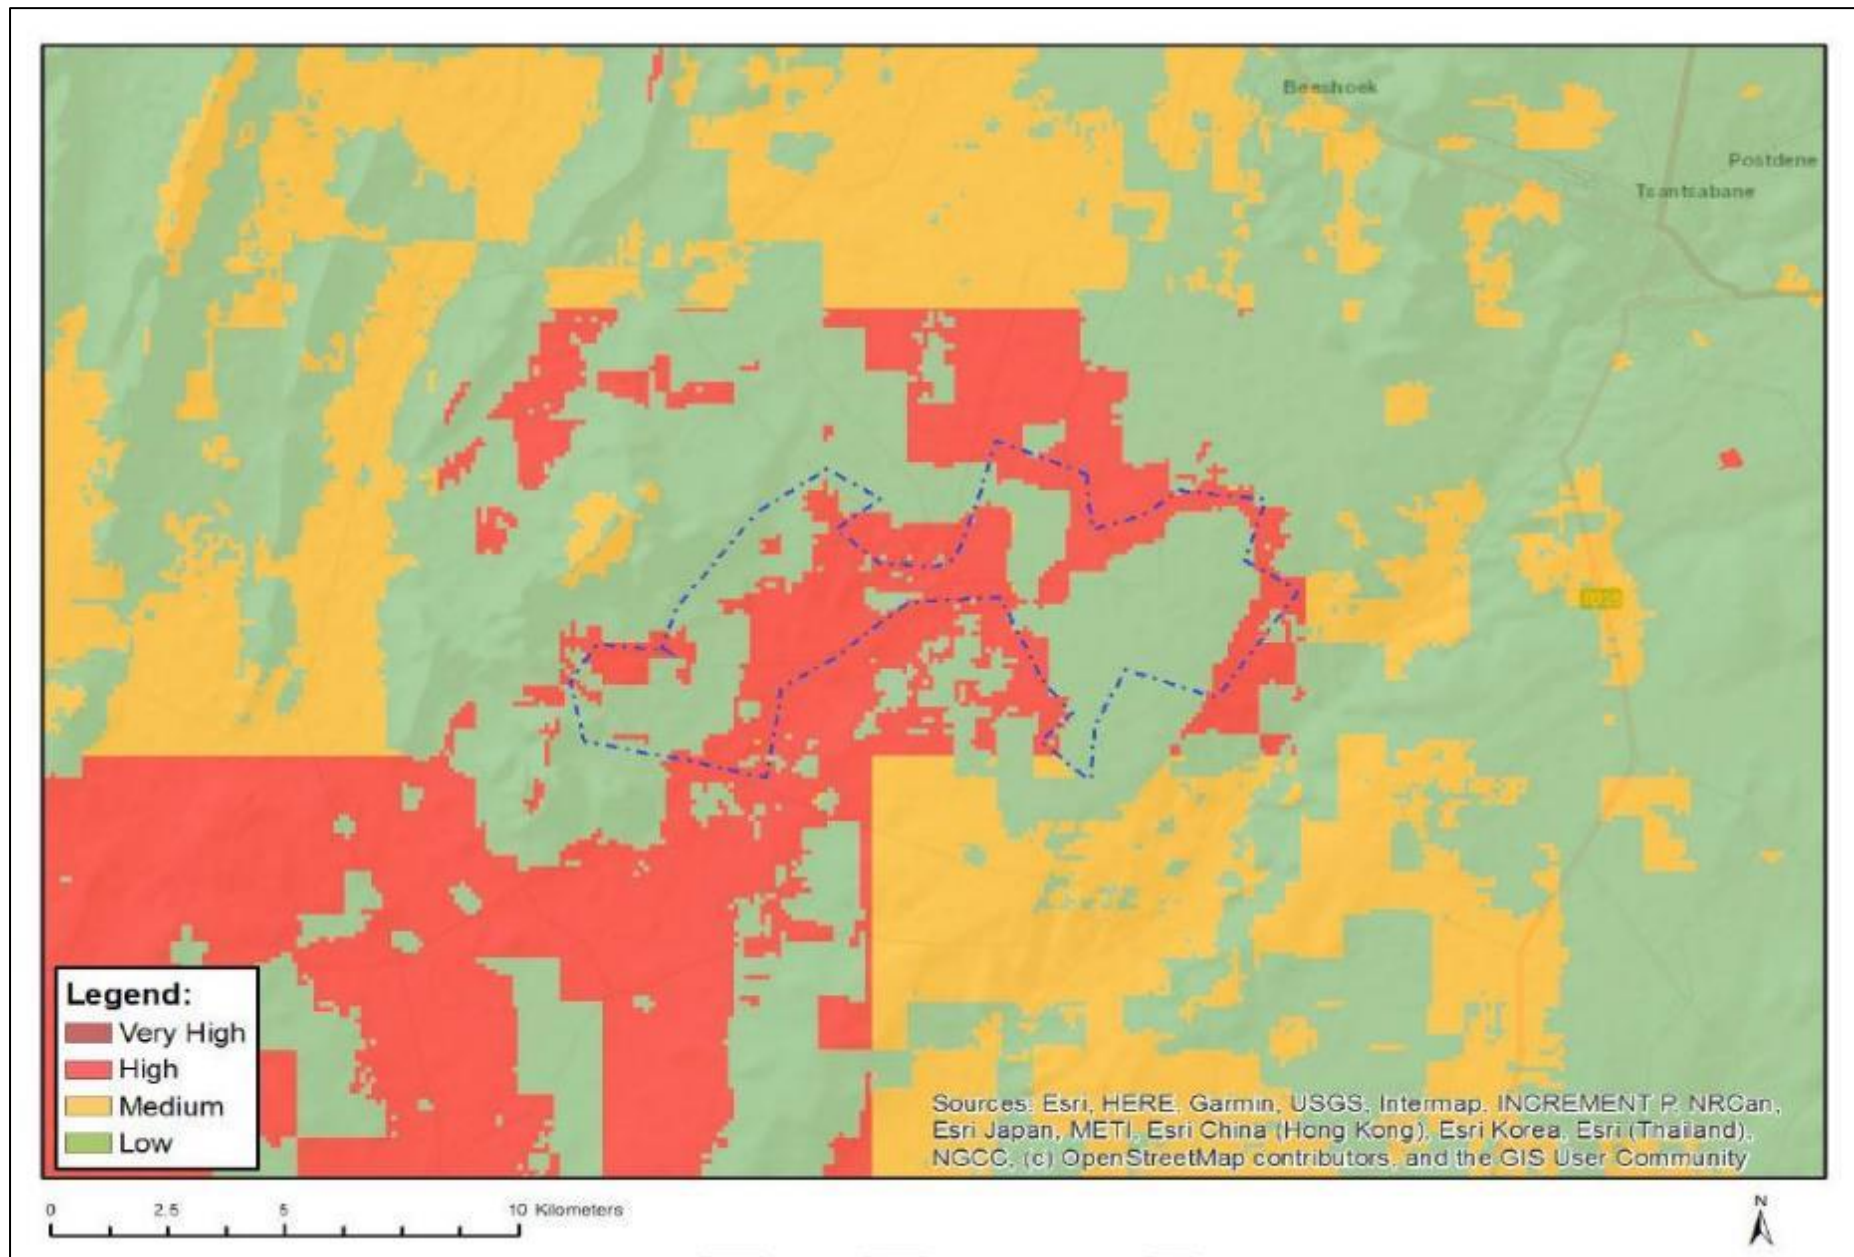 Beeshoek
Postdene
Tsantsabane
Legend:
Very High
High
Medium
Low
Sources: Esri, HERE, Garmin, USGS, Intermap, INCREMENT P, NRCan,
Esri Japan, METI, Esri China (Hong Kong), Esri Korea, Esri (Thailand),
NGCC, (c) OpenStreetMap contributors, and the GIS User Community
0 2.5 5 10 Kilometers
N